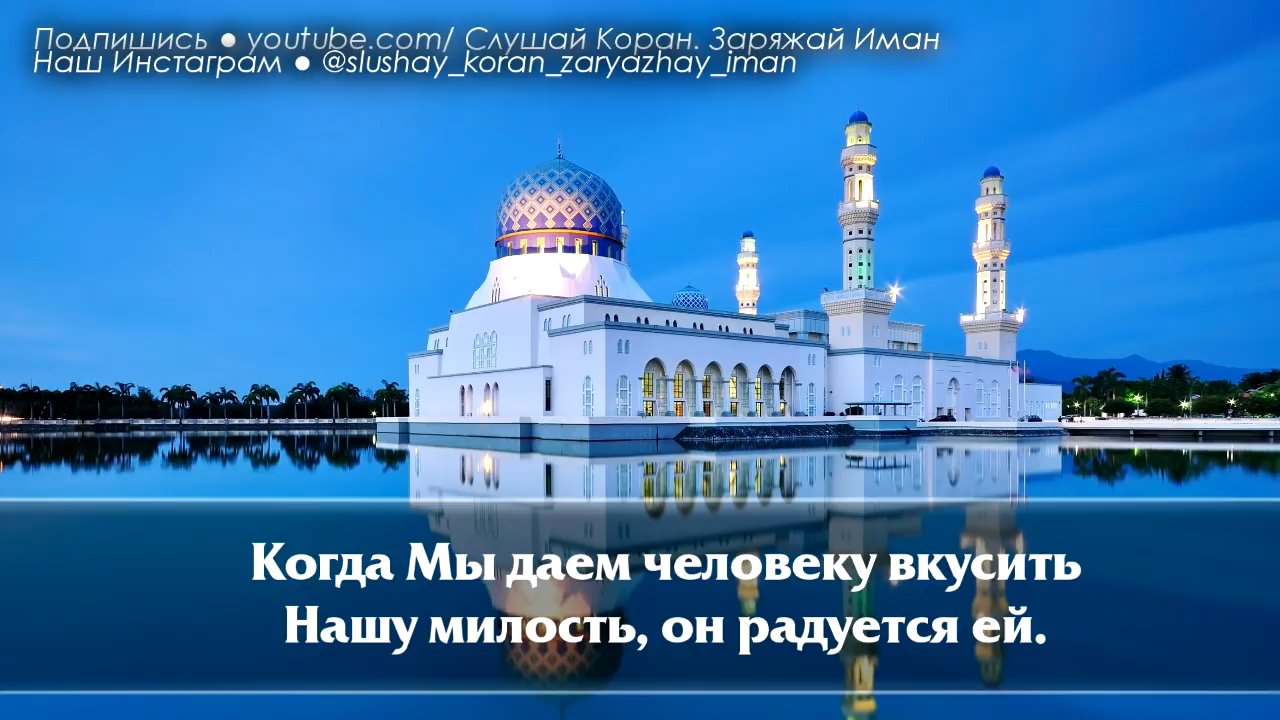 Подпишись ● youtube.com/ Слушай Коран. Заряжай Иман
Наш Инстаграм ● @slushay_koran_zaryazhay_iman
Когда Мы даем человеку вкусить
Нашу милость, он радуется ей.